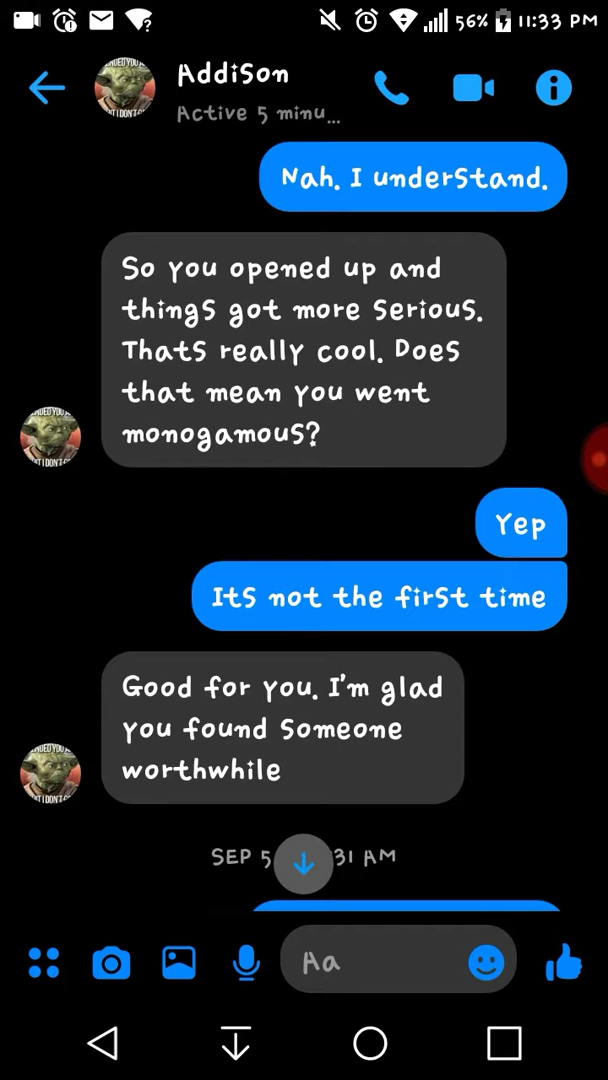 56% 11:33 PM
Addison
Active 5 minu...
Nah. I understand.
So you opened up and
things got more serious.
Thats really cool. Does
that mean you went
monogamous?
Yep
Its not the first time
Good for you. I'm glad
you found someone
worthwhile
SEP 5 31 AM
Aa